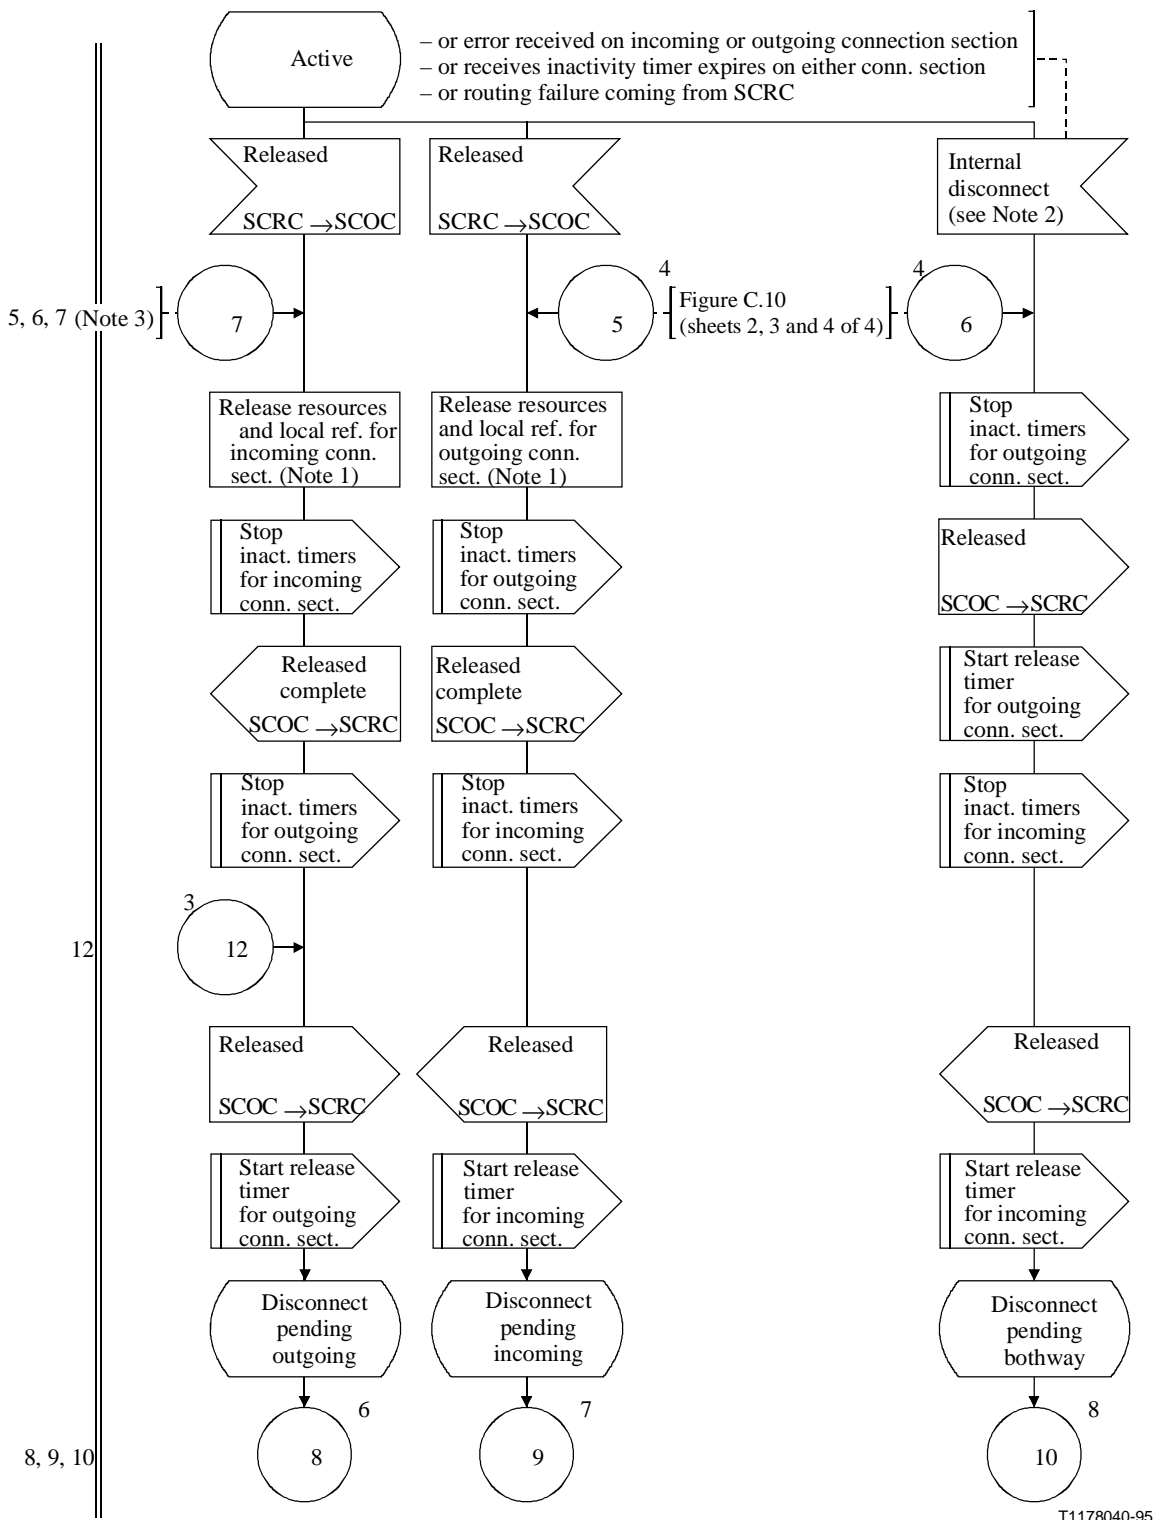 Active
– or error received on incoming or outgoing connection section
– or receives inactivity timer expires on either conn. section
– or routing failure coming from SCRC
Released
SCRC → SCOC
Released
SCRC → SCOC
Internal
disconnect
(see Note 2)
5, 6, 7 (Note 3)
7
4
5
Figure C.10
(sheets 2, 3 and 4 of 4)
4
6
Release resources
and local ref. for
incoming conn.
sect. (Note 1)
Release resources
and local ref. for
outgoing conn.
sect. (Note 1)
Stop
inact. timers
for outgoing
conn. sect.
Stop
inact. timers
for incoming
conn. sect.
Stop
inact. timers
for outgoing
conn. sect.
Released
SCOC → SCRC
Released
complete
SCOC → SCRC
Released
complete
SCOC → SCRC
Start release
timer
for outgoing
conn. sect.
Stop
inact. timers
for outgoing
conn. sect.
Stop
inact. timers
for incoming
conn. sect.
Stop
inact. timers
for incoming
conn. sect.
12
3
12
Released
SCOC → SCRC
Released
SCOC → SCRC
Released
SCOC → SCRC
Start release
timer
for outgoing
conn. sect.
Start release
timer
for incoming
conn. sect.
Start release
timer
for incoming
conn. sect.
Disconnect
pending
outgoing
Disconnect
pending
incoming
Disconnect
pending
bothway
8, 9, 10
6
8
7
9
8
10
T1178040-95